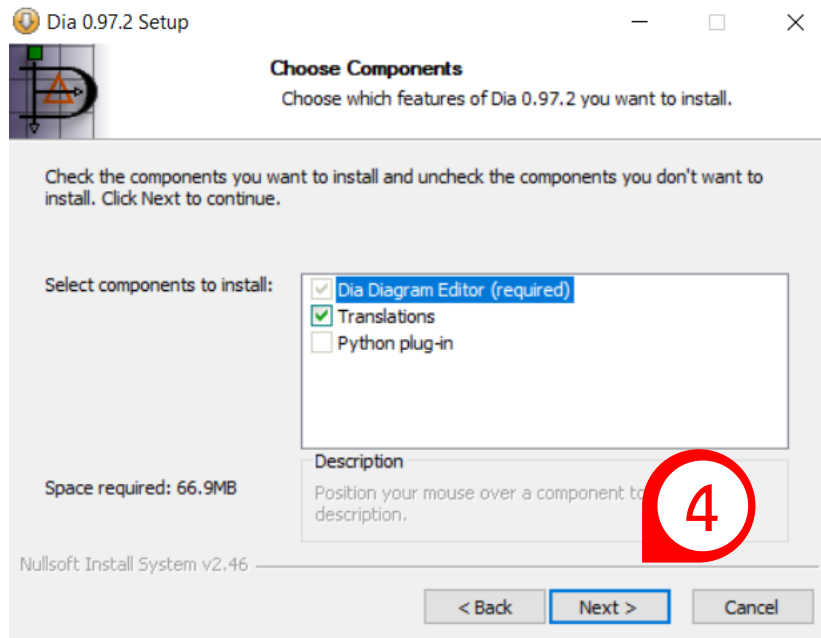 Dia 0.97.2 Setup
Choose Components
Choose which features of Dia 0.97.2 you want to install.
Check the components you want to install and uncheck the components you don't want to
install. Click Next to continue.
Select components to install:
Dia Diagram Editor (required)
Translations
Python plug-in
Description
Space required: 66.9MB
Position your mouse over a component to
description.
4
Nullsoft Install System v2.46
< Back
Next >
Cancel